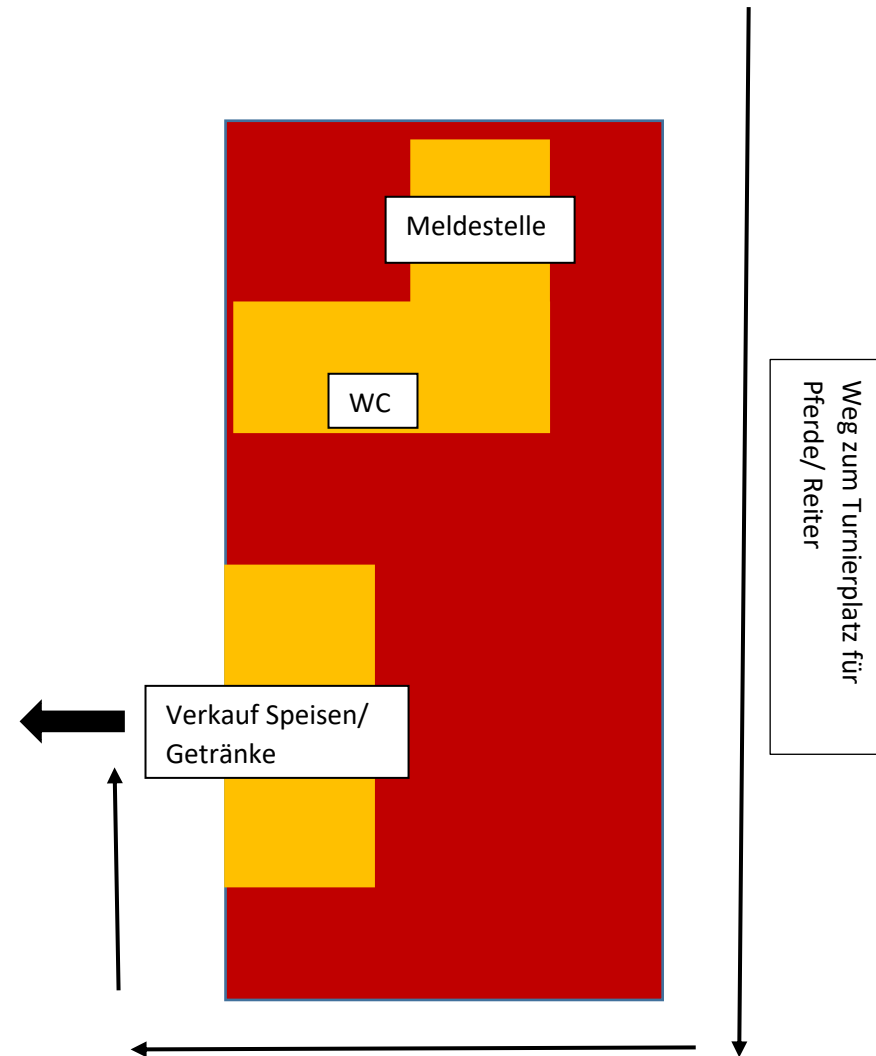 Meldestelle
WC
Weg zum Turnierplatz für
Pferde/ Reiter
Verkauf Speisen/
Getränke